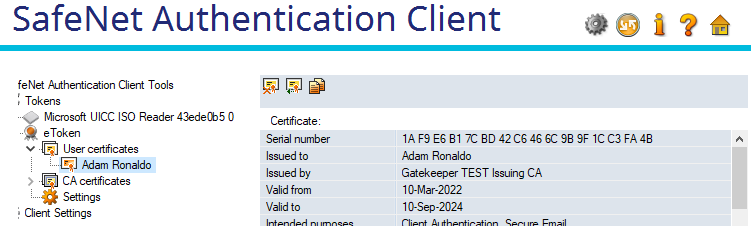 SafeNet Authentication Client
feNet Authentication Client Tools
Tokens
Microsoft UICC ISO Reader 43ede0b5 0
eToken
User certificates
Adam Ronaldo
CA certificates
Settings
Client Settings
Certificate:
Serial number 1A F9 E6 B1 7C BD 42 C6 46 6C 9B 9F 1C C3 FA 4B
Issued to Adam Ronaldo
Issued by Gatekeeper TEST Issuing CA
Valid from 10-Mar-2022
Valid to 10-Sep-2024
Intended purposes Client Authentication, Secure Email